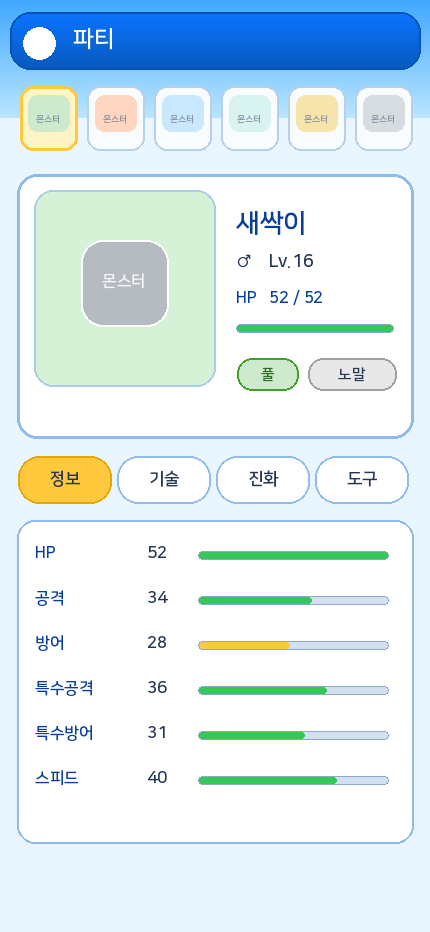 파티
몬스터 몬스터 몬스터 몬스터 몬스터 몬스터
몬스터
새싹이
♂ Lv.16
HP 52 / 52
풀 노말
정보 기술 진화 도구
HP 52
공격 34
방어 28
특수공격 36
특수방어 31
스피드 40